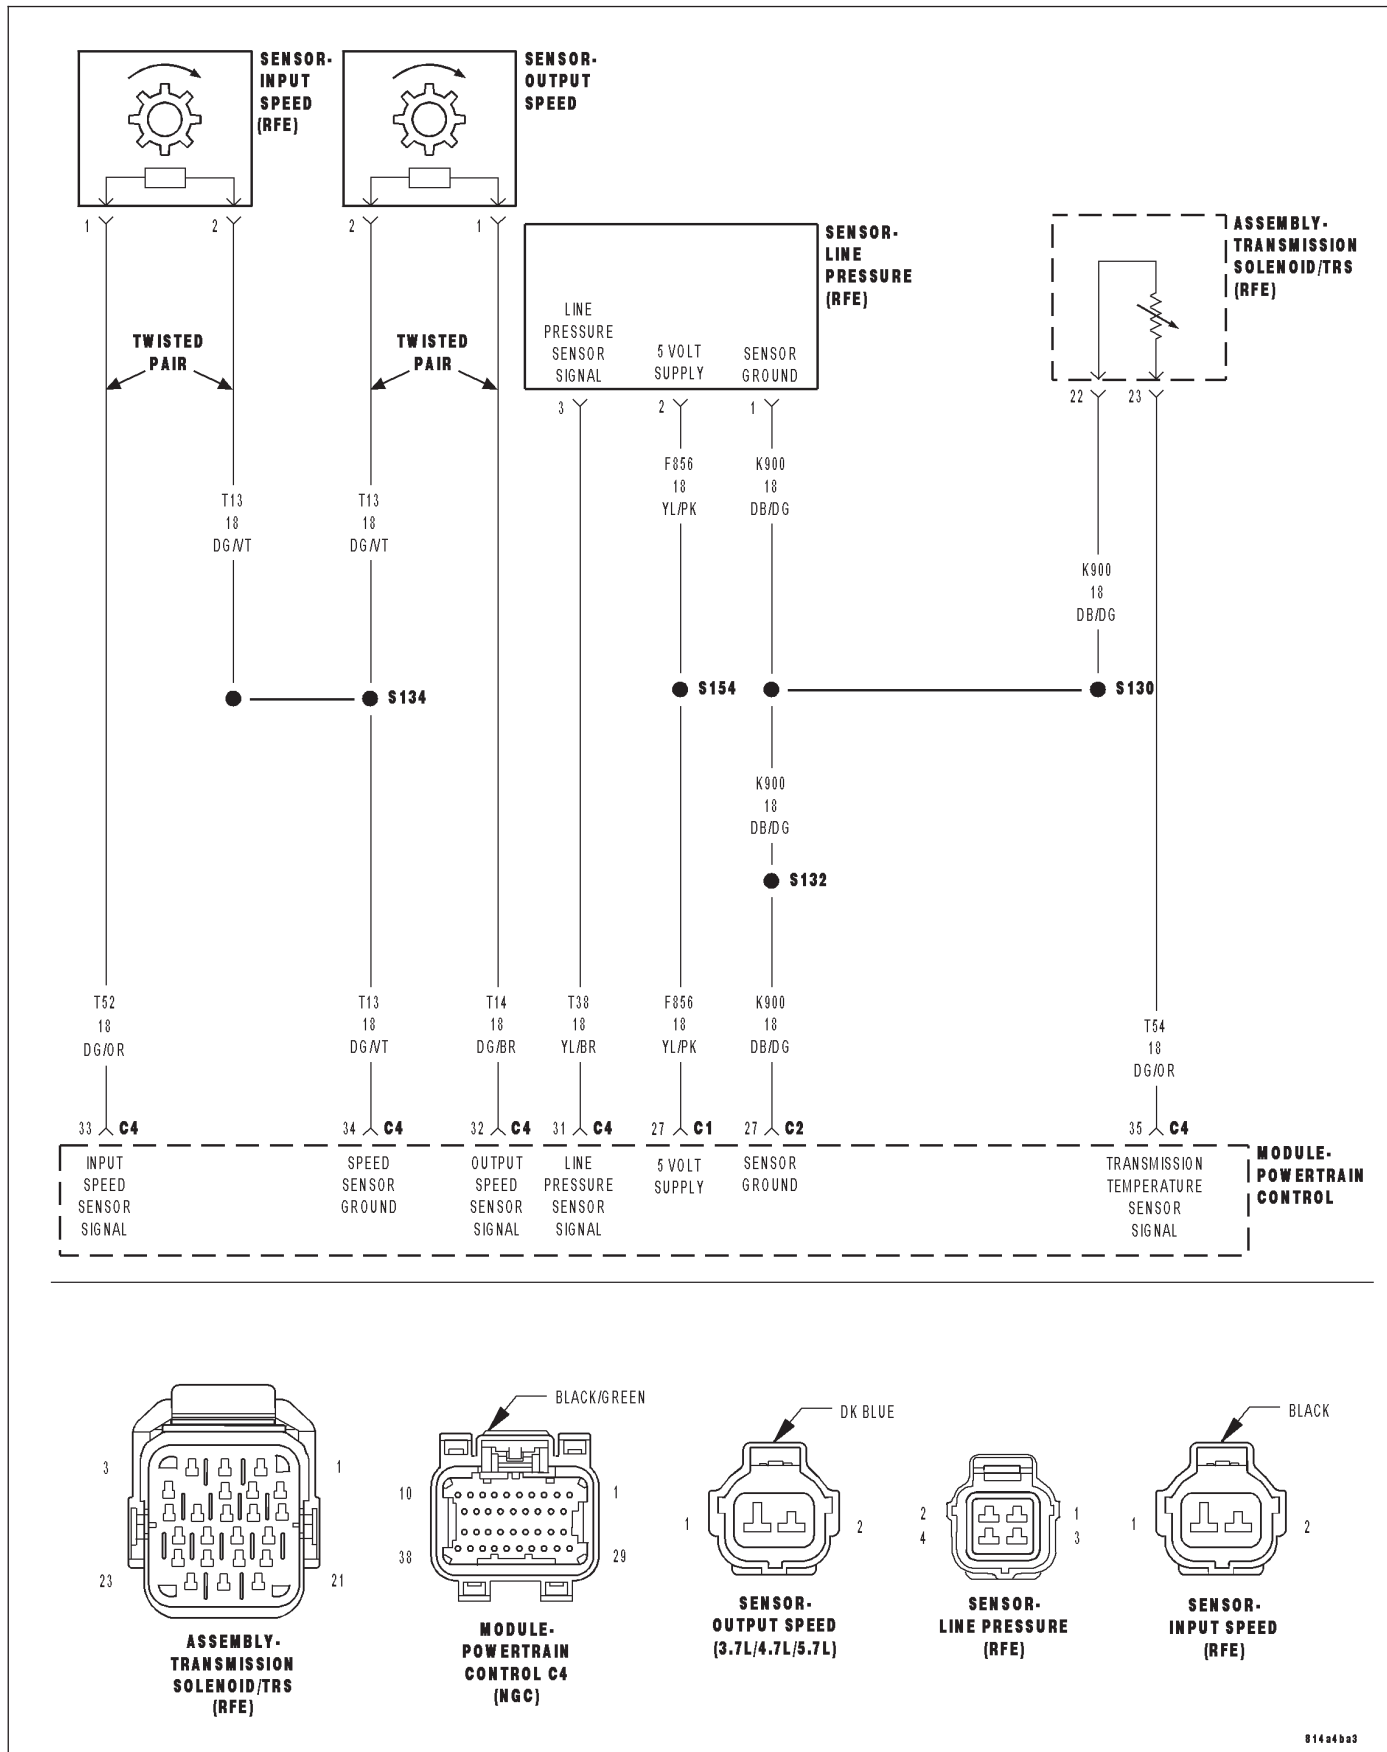 SENSOR-
INPUT
SPEED
(RFE)
SENSOR-
OUTPUT
SPEED
1
2
2
1
SENSOR-
LINE
PRESSURE
(RFE)
ASSEMBLY-
TRANSMISSION
SOLENOID/TRS
(RFE)
TWISTED
PAIR
TWISTED
PAIR
LINE
PRESSURE
SENSOR
SIGNAL
5 VOLT
SUPPLY
SENSOR
GROUND
3
2
1
22
23
T13
18
DG/VT
T13
18
DG/VT
F856
18
YL/PK
K900
18
DB/DG
K900
18
DB/DG
S134
S154
S130
K900
18
DB/DG
S132
T52
18
DG/OR
T13
18
DG/VT
T14
18
DG/BR
T38
18
YL/BR
F856
18
YL/PK
K900
18
DB/DG
T54
18
DG/OR
33 C4
34 C4
32 C4
31 C4
27 C1
27 C2
35 C4
INPUT
SPEED
SENSOR
SIGNAL
SPEED
SENSOR
GROUND
OUTPUT
SPEED
SENSOR
SIGNAL
LINE
PRESSURE
SENSOR
SIGNAL
5 VOLT
SUPPLY
SENSOR
GROUND
TRANSMISSION
TEMPERATURE
SENSOR
SIGNAL
MODULE-
POWERTRAIN
CONTROL
3
1
23
21
ASSEMBLY-
TRANSMISSION
SOLENOID/TRS
(RFE)
BLACK/GREEN
10
1
38
29
MODULE-
POWERTRAIN
CONTROL C4
(NGC)
DK BLUE
1
2
SENSOR-
OUTPUT SPEED
(3.7L/4.7L/5.7L)
2
1
4
3
SENSOR-
LINE PRESSURE
(RFE)
BLACK
1
2
SENSOR-
INPUT SPEED
(RFE)
814a4ba3